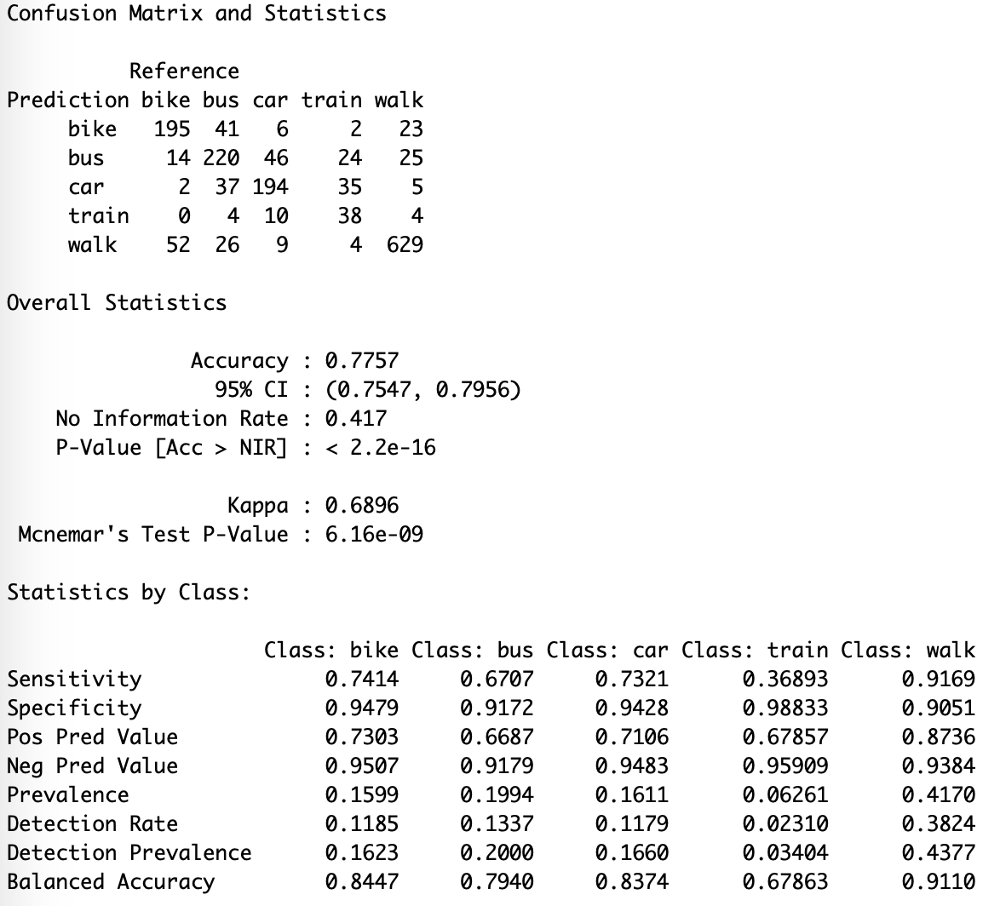 Confusion Matrix and Statistics
Reference
Prediction bike bus car train walk
bike 195 41 6 2 23
bus 14 220 46 24 25
car 2 37 194 35 5
train 0 4 10 38 4
walk 52 26 9 4 629
Overall Statistics
Accuracy : 0.7757
95% CI : (0.7547, 0.7956)
No Information Rate : 0.417
P-Value [Acc > NIR] : < 2.2e-16
Kappa : 0.6896
Mcnemar's Test P-Value : 6.16e-09
Statistics by Class:
Class: bike Class: bus Class: car Class: train Class: walk
Sensitivity 0.7414 0.6707 0.7321 0.36893 0.9169
Specificity 0.9479 0.9172 0.9428 0.98833 0.9051
Pos Pred Value 0.7303 0.6687 0.7106 0.67857 0.8736
Neg Pred Value 0.9507 0.9179 0.9483 0.95909 0.9384
Prevalence 0.1599 0.1994 0.1611 0.06261 0.4170
Detection Rate 0.1185 0.1337 0.1179 0.02310 0.3824
Detection Prevalence 0.1623 0.2000 0.1660 0.03404 0.4377
Balanced Accuracy 0.8447 0.7940 0.8374 0.67863 0.9110